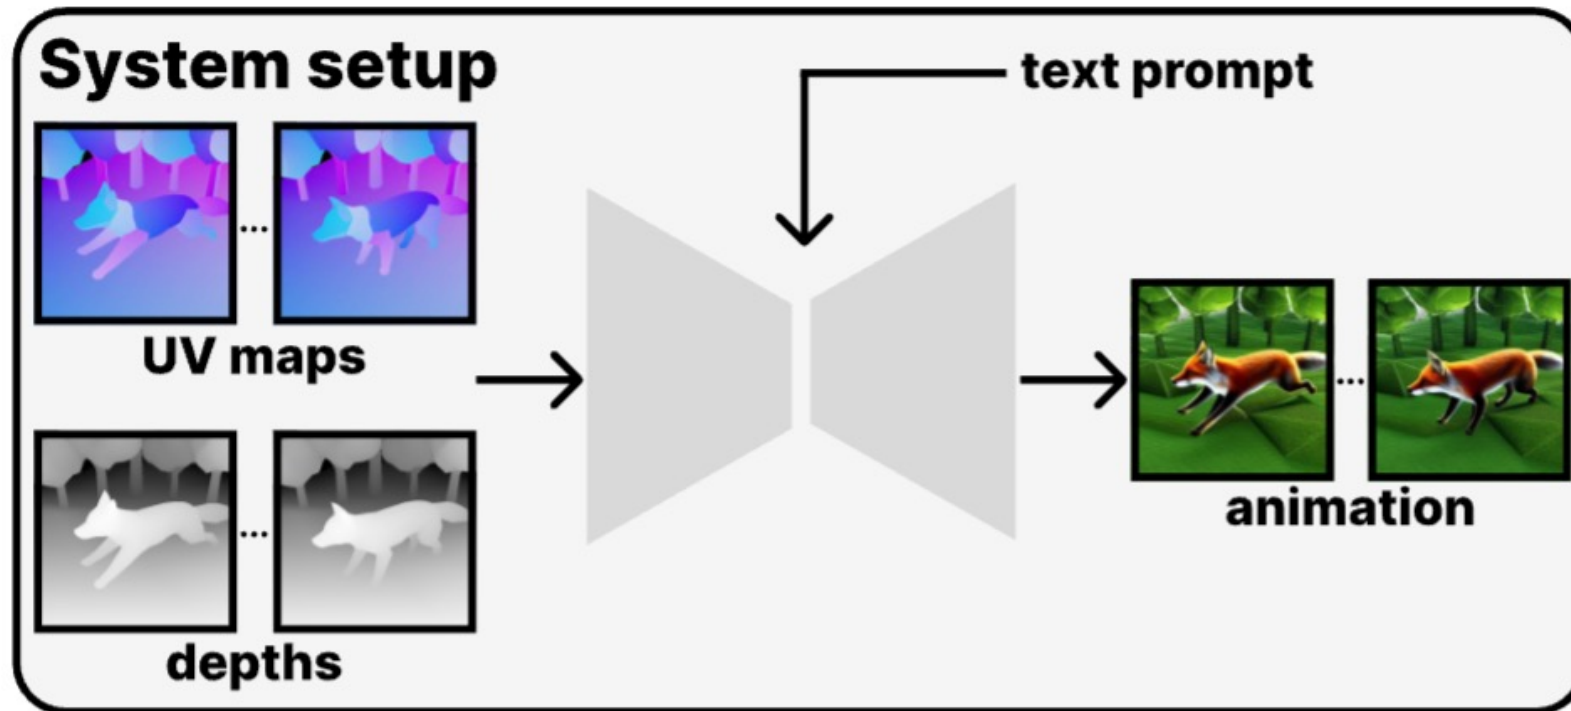 System setup
text prompt
...
...
UV maps
...
...
depths
animation